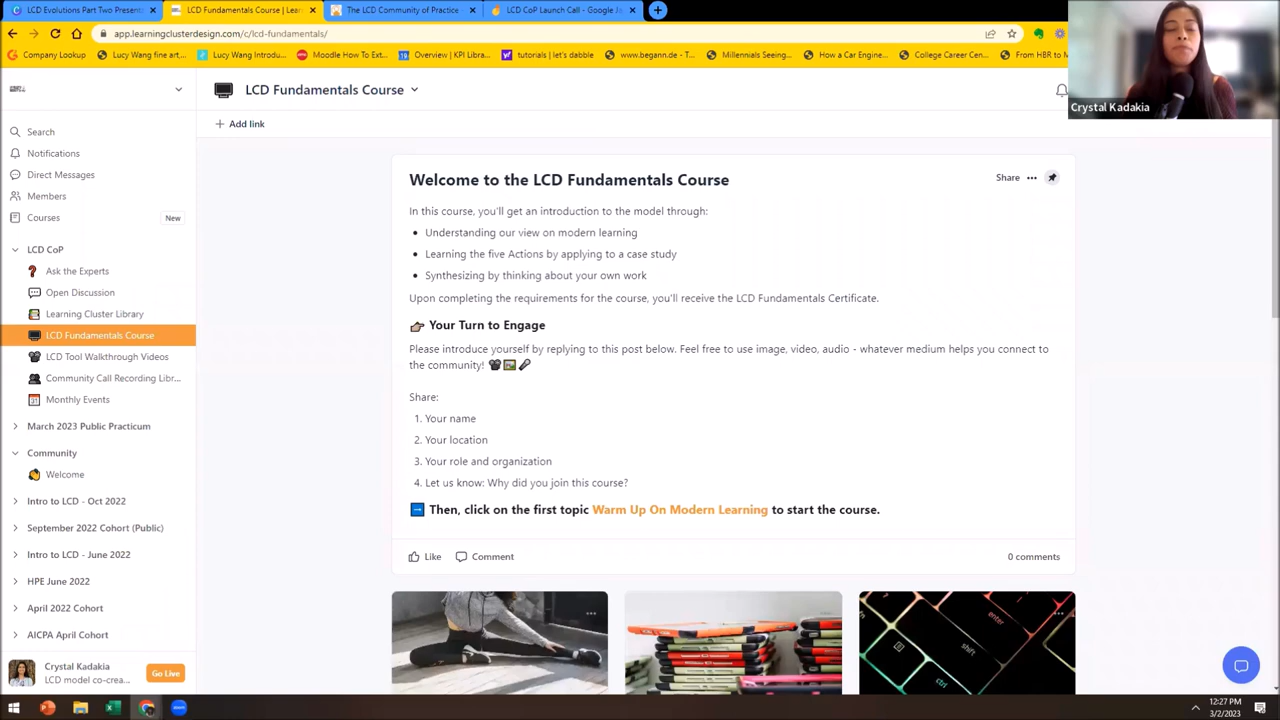 LCD Evolutions Part Two Present
LCD Fundamentals Course | Lear
The LCD Community of Practice
LCD CoP Launch Call - Google Ja
app.learningclusterdesign.com/c/lcd-fundamentals/
Company Lookup
Lucy Wang fine art,...
Lucy Wang Introdu...
Moodle How To Ext...
Overview | KPI Libr...
tutorials | let's dabble
www.begann.de - T...
Millennials Seeing...
How a Car Engine...
College Career Cen...
From HBR to
Crystal Kadakia
LCD Fundamentals Course
Add link
Search
Notifications
Direct Messages
Members
Courses
New
LCD CoP
Ask the Experts
Open Discussion
Learning Cluster Library
LCD Fundamentals Course
LCD Tool Walkthrough Videos
Community Call Recording Libr...
Monthly Events
March 2023 Public Practicum
Community
Welcome
Intro to LCD - Oct 2022
September 2022 Cohort (Public)
Intro to LCD - June 2022
HPE June 2022
April 2022 Cohort
AICPA April Cohort
Crystal Kadakia
LCD model co-crea...
Go Live
Welcome to the LCD Fundamentals Course
Share
In this course, you'll get an introduction to the model through:
• Understanding our view on modern learning
• Learning the five Actions by applying to a case study
• Synthesizing by thinking about your own work
Upon completing the requirements for the course, you'll receive the LCD Fundamentals Certificate.
Your Turn to Engage
Please introduce yourself by replying to this post below. Feel free to use image, video, audio - whatever medium helps you connect to
the community!
Share:
1. Your name
2. Your location
3. Your role and organization
4. Let us know: Why did you join this course?
Then, click on the first topic Warm Up On Modern Learning to start the course.
Like
Comment
0 comments
enter
shift
ctrl
12:27 PM
3/2/2023